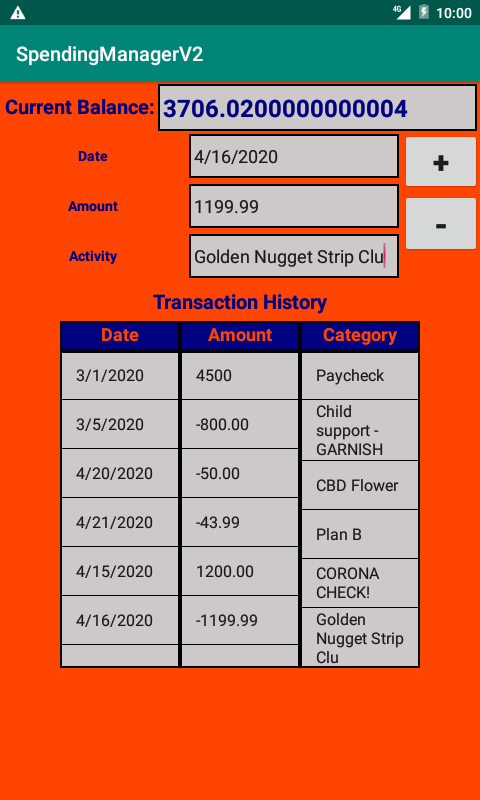 4G 10:00
SpendingManagerV2
Current Balance: 3706.0200000000004
Date 4/16/2020 +
Amount 1199.99
-
Activity Golden Nugget Strip Clu
Transaction History
Date Amount Category
3/1/2020 4500 Paycheck
3/5/2020 -800.00 Child
support -
GARNISH
4/20/2020 -50.00 CBD Flower
4/21/2020 -43.99 Plan B
4/15/2020 1200.00 CORONA
CHECK!
4/16/2020 -1199.99 Golden
Nugget Strip
Clu